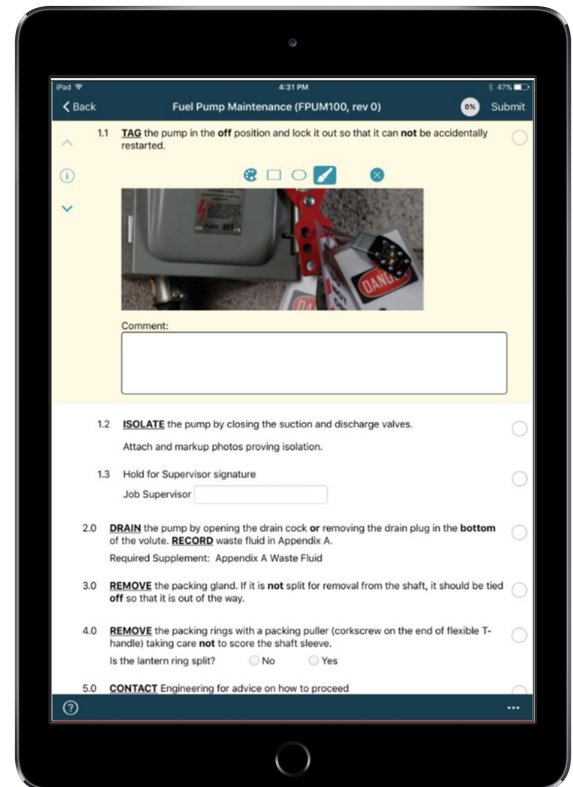 iPad 4:31 PM 47%
Back Fuel Pump Maintenance (FPUM100, rev 0) 0% Submit
1.1 TAG the pump in the off position and lock it out so that it can not be accidentally
restarted.
OFF
DANG
DA
NOT
Comment:
1.2 ISOLATE the pump by closing the suction and discharge valves.
Attach and markup photos proving isolation.
1.3 Hold for Supervisor signature
Job Supervisor
2.0 DRAIN the pump by opening the drain cock or removing the drain plug in the bottom
of the volute. RECORD waste fluid in Appendix A.
Required Supplement: Appendix A Waste Fluid
3.0 REMOVE the packing gland. If it is not split for removal from the shaft, it should be tied
off so that it is out of the way.
4.0 REMOVE the packing rings with a packing puller (corkscrew on the end of flexible T-
handle) taking care not to score the shaft sleeve.
Is the lantern ring split? No Yes
5.0 CONTACT Engineering for advice on how to proceed